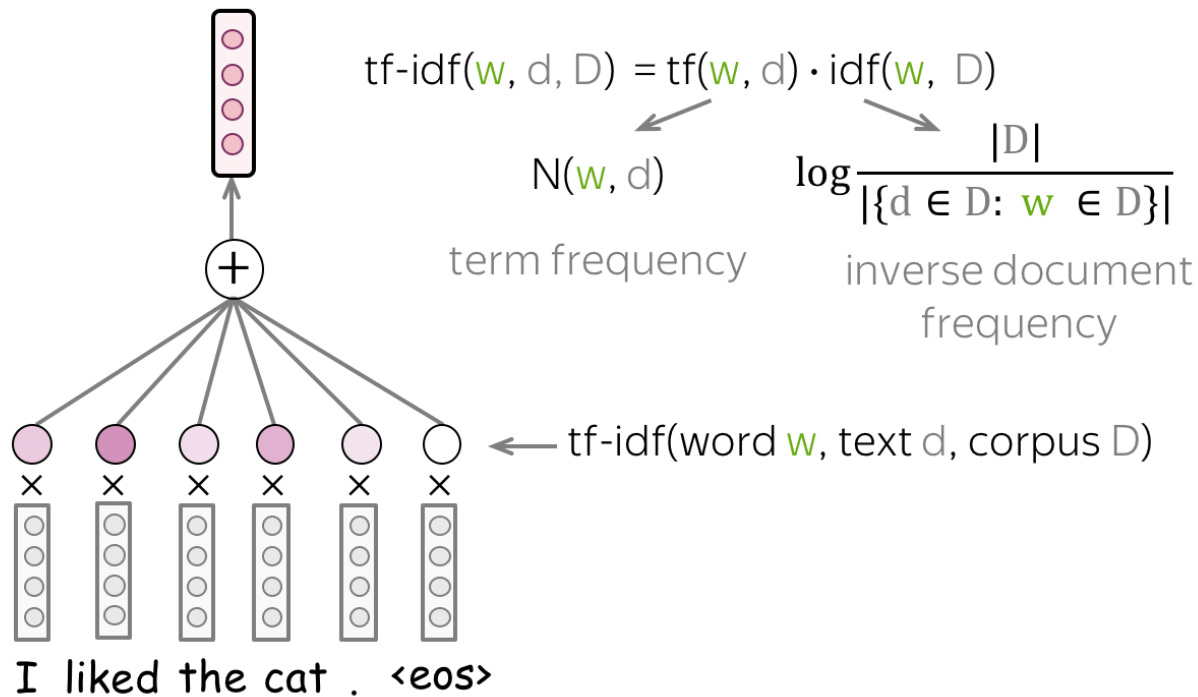 tf-idf(w, d, D) = tf(w, d) · idf(w, D)
N(w, d)
log |D| / |{d ∈ D: w ∈ D}|
term frequency
inverse document
frequency
+
tf-idf(word w, text d, corpus D)
× × × × × ×
I liked the cat . <eos>